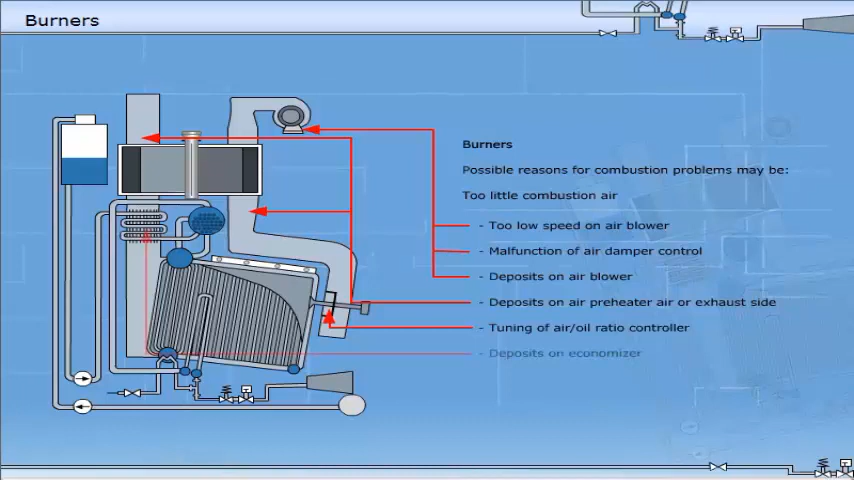 Burners
Burners
Possible reasons for combustion problems may be:
Too little combustion air
- Too low speed on air blower
- Malfunction of air damper control
- Deposits on air blower
- Deposits on air preheater air or exhaust side
- Tuning of air/oil ratio controller
- Deposits on economizer